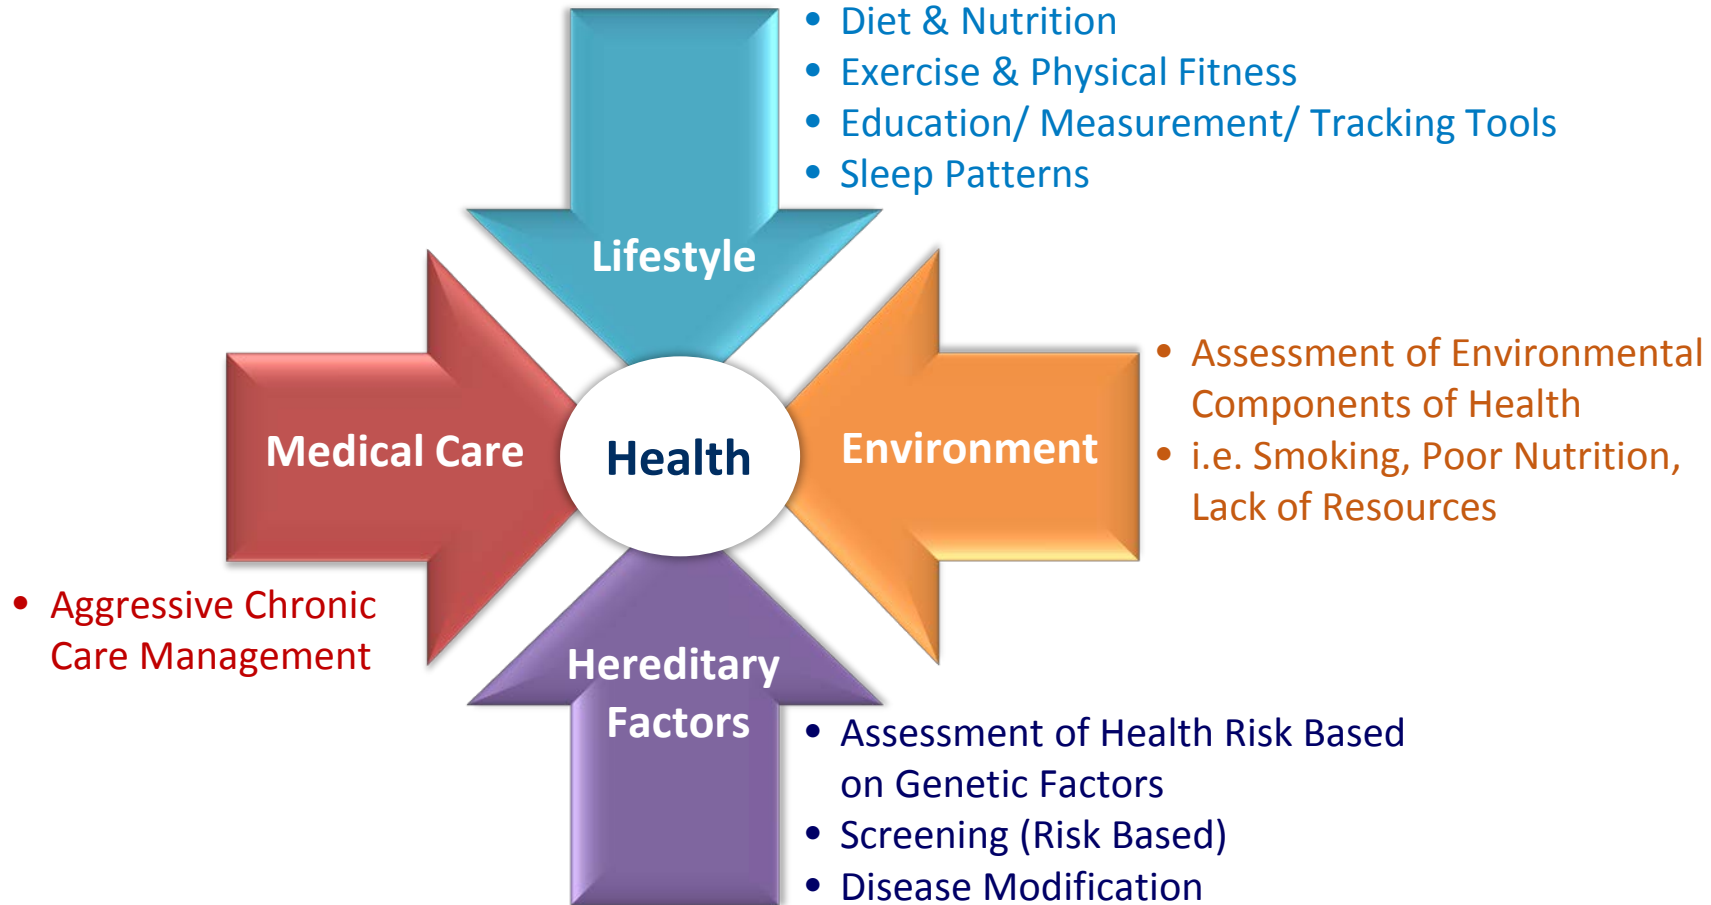 • Diet & Nutrition
• Exercise & Physical Fitness
• Education/ Measurement/ Tracking Tools
• Sleep Patterns
Lifestyle
Medical Care
Health
Environment
• Assessment of Environmental
Components of Health
• i.e. Smoking, Poor Nutrition,
Lack of Resources
• Aggressive Chronic
Care Management
Hereditary
Factors
• Assessment of Health Risk Based
on Genetic Factors
• Screening (Risk Based)
• Disease Modification